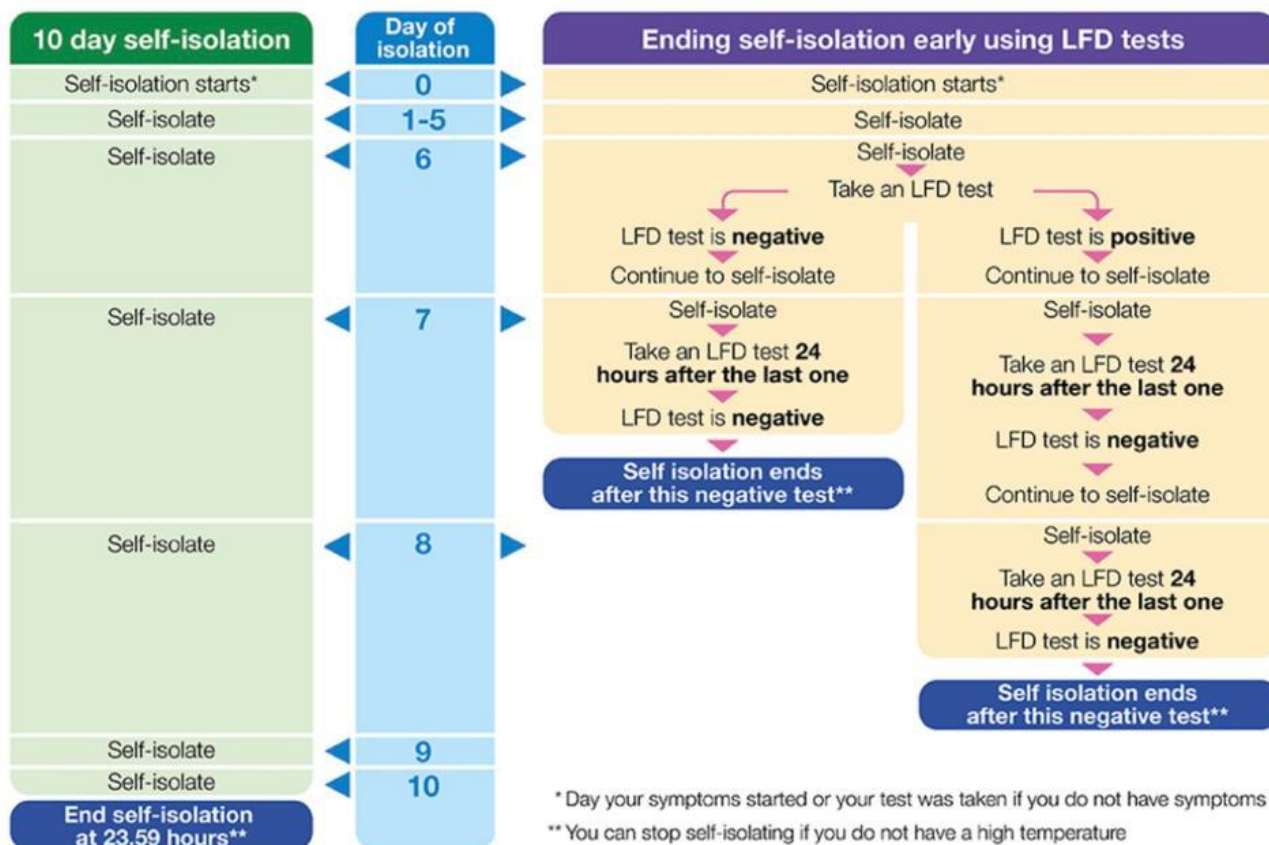 10 day self-isolation
Day of
isolation
Ending self-isolation early using LFD tests
Self-isolation starts*
0
Self-isolation starts*
Self-isolate
1-5
Self-isolate
Self-isolate
6
Self-isolate
Take an LFD test
LFD test is negative
Continue to self-isolate
LFD test is positive
Continue to self-isolate
Self-isolate
7
Self-isolate
Take an LFD test 24
hours after the last one
LFD test is negative
Self isolation ends
after this negative test**
Self-isolate
Take an LFD test 24
hours after the last one
LFD test is negative
Continue to self-isolate
Self-isolate
8
Self-isolate
Take an LFD test 24
hours after the last one
LFD test is negative
Self isolation ends
after this negative test**
Self-isolate
9
Self-isolate
10
End self-isolation
at 23.59 hours**
* Day your symptoms started or your test was taken if you do not have symptoms
** You can stop self-isolating if you do not have a high temperature